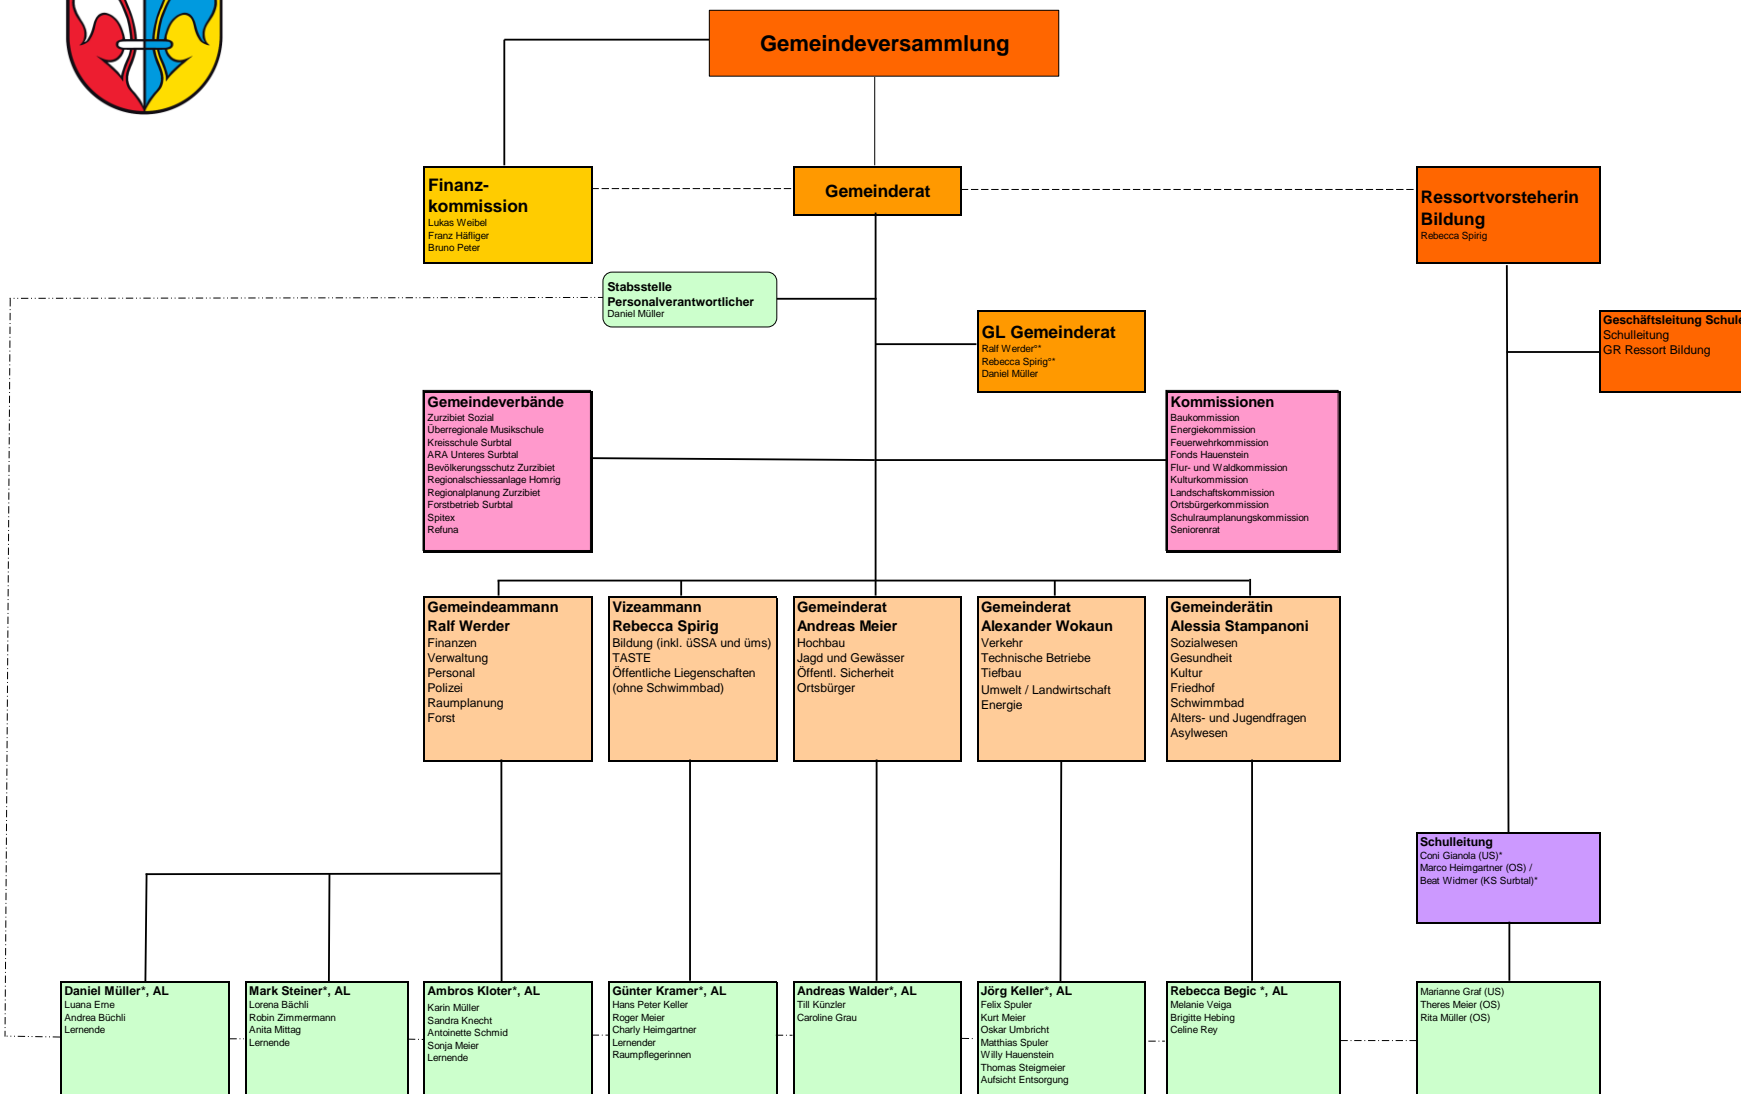 Gemeindeversammlung
Finanz-
kommission
Lukas Weibel
Franz Häfliger
Bruno Peter
Gemeinderat
Ressortvorsteherin
Bildung
Rebecca Spirig
Stabsstelle
Personalverantwortlicher
Daniel Müller
GL Gemeinderat
Ralf Werder°*
Rebecca Spirig°*
Daniel Müller
Geschäftsleitung Schule
Schulleitung
GR Ressort Bildung
Gemeindeverbände
Zurzibiet Sozial
Überregionale Musikschule
Kreisschule Surbtal
ARA Unteres Surbtal
Bevölkerungsschutz Zurzibiet
Regionalschiessanlage Homrig
Regionalplanung Zurzibiet
Forstbetrieb Surbtal
Spitex
Refuna
Kommissionen
Baukommission
Energiekommission
Feuerwehrkommission
Fonds Hauenstein
Flur- und Waldkommission
Kulturkommission
Landschaftskommission
Ortsbürgerkommission
Schulraumplanungskommission
Seniorenrat
Gemeindeammann
Ralf Werder
Finanzen
Verwaltung
Personal
Polizei
Raumplanung
Forst
Vizeammann
Rebecca Spirig
Bildung (inkl. üSSA und üms)
TASTE
Öffentliche Liegenschaften
(ohne Schwimmbad)
Gemeinderat
Andreas Meier
Hochbau
Jagd und Gewässer
Öffentl. Sicherheit
Ortsbürger
Gemeinderat
Alexander Wokaun
Verkehr
Technische Betriebe
Tiefbau
Umwelt / Landwirtschaft
Energie
Gemeinderätin
Alessia Stampanoni
Sozialwesen
Gesundheit
Kultur
Friedhof
Schwimmbad
Alters- und Jugendfragen
Asylwesen
Schulleitung
Coni Gianola (US)*
Marco Heimgartner (OS) /
Beat Widmer (KS Surbtal)*
Daniel Müller*, AL
Luana Erne
Andrea Büchli
Lernende
Mark Steiner*, AL
Lorena Bächli
Robin Zimmermann
Anita Mittag
Lernende
Ambros Kloter*, AL
Karin Müller
Sandra Knecht
Antoinette Schmid
Sonja Meier
Lernende
Günter Kramer*, AL
Hans Peter Keller
Roger Meier
Charly Heimgartner
Lernender
Raumpflegerinnen
Andreas Walder*, AL
Till Künzler
Caroline Grau
Jörg Keller*, AL
Felix Spuler
Kurt Meier
Oskar Umbricht
Matthias Spuler
Willy Hauenstein
Thomas Steigmeier
Aufsicht Entsorgung
Rebecca Begic *, AL
Melanie Veiga
Brigitte Hebing
Celine Rey
Marianne Graf (US)
Theres Meier (OS)
Rita Müller (OS)